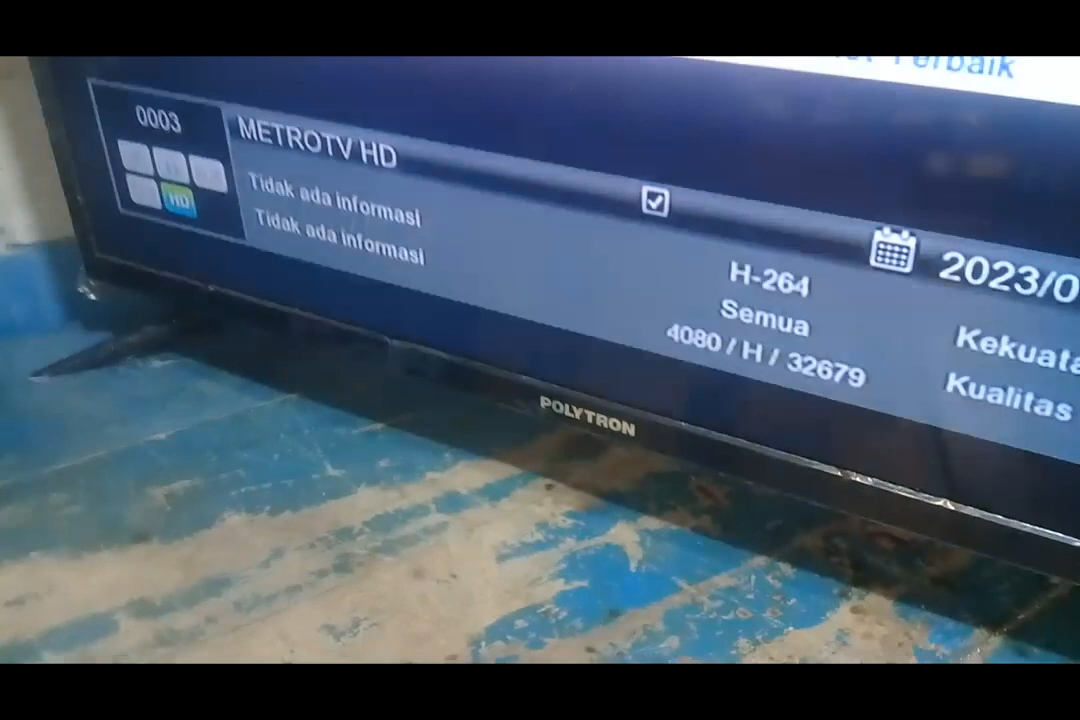 Terbaik
0003
METROTV HD
HD
Tidak ada informasi
Tidak ada informasi
2023/0
H-264
Semua
4080 / H / 32679
Kekuata
Kualitas
POLYTRON